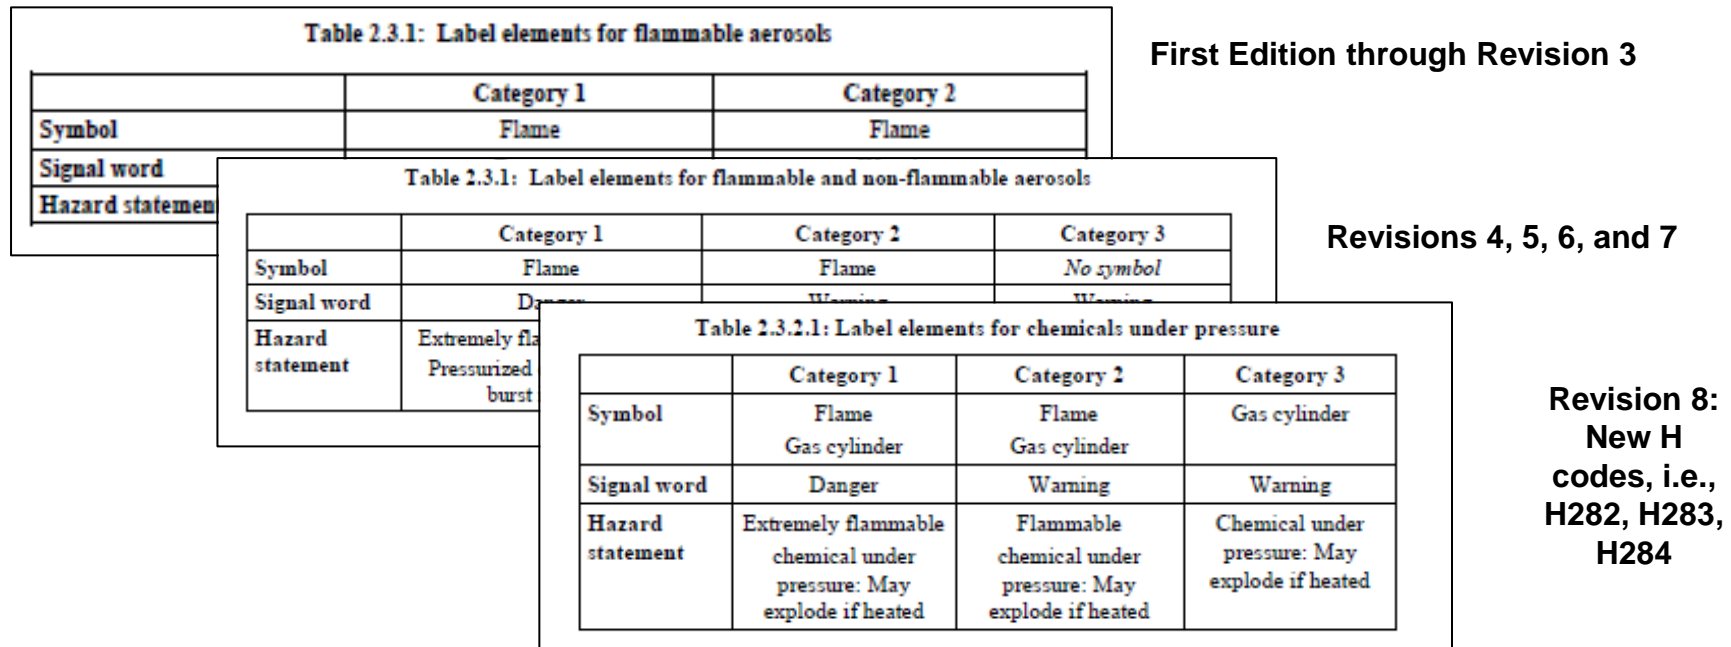 Table 2.3.1: Label elements for flammable aerosols
Category 1 Category 2
Symbol Flame Flame
Signal word
Hazard statemen
First Edition through Revision 3
Table 2.3.1: Label elements for flammable and non-flammable aerosols
Category 1 Category 2 Category 3
Symbol Flame Flame No symbol
Signal word Danger Warning Warning
Hazard Extremely fla
statement Pressurized
burst
Revisions 4, 5, 6, and 7
Table 2.3.2.1: Label elements for chemicals under pressure
Category 1 Category 2 Category 3
Symbol Flame Flame Gas cylinder
Gas cylinder Gas cylinder
Signal word Danger Warning Warning
Hazard Extremely flammable Flammable Chemical under
statement chemical under chemical under pressure: May
pressure: May pressure: May explode if heated
explode if heated explode if heated
Revision 8:
New H
codes, i.e.,
H282, H283,
H284